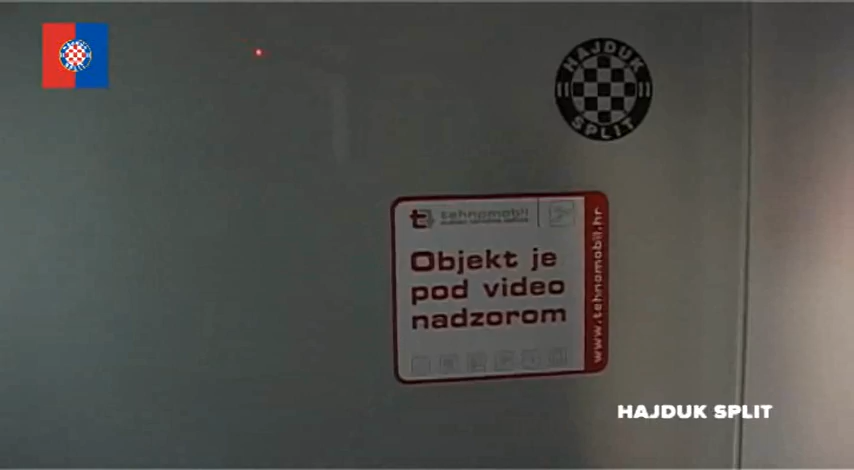 HAJDUK
SPLIT
tehnomobil
Objekt je
pod video
nadzorom
www.tehnomobil.hr
HAJDUK SPLIT